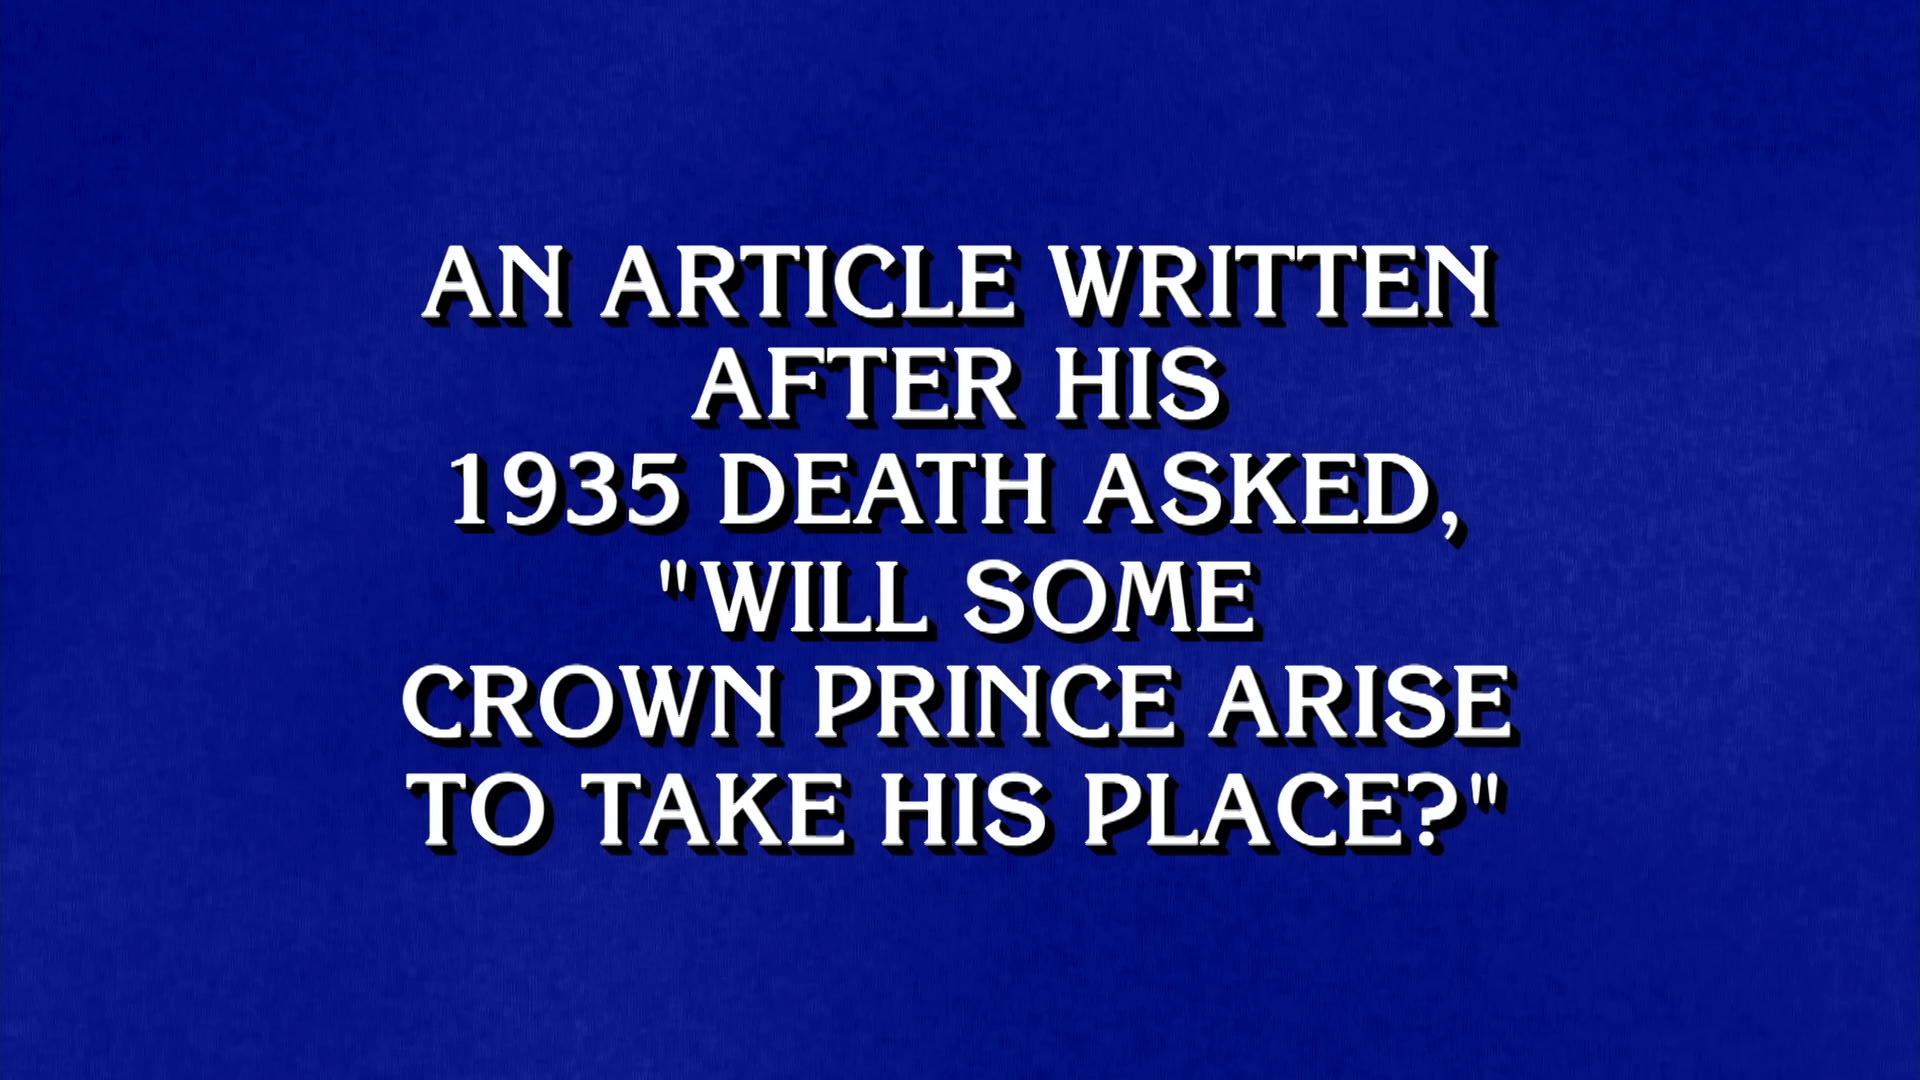 AN ARTICLE WRITTEN
AFTER HIS
1935 DEATH ASKED,
"WILL SOME
CROWN PRINCE ARISE
TO TAKE HIS PLACE?"